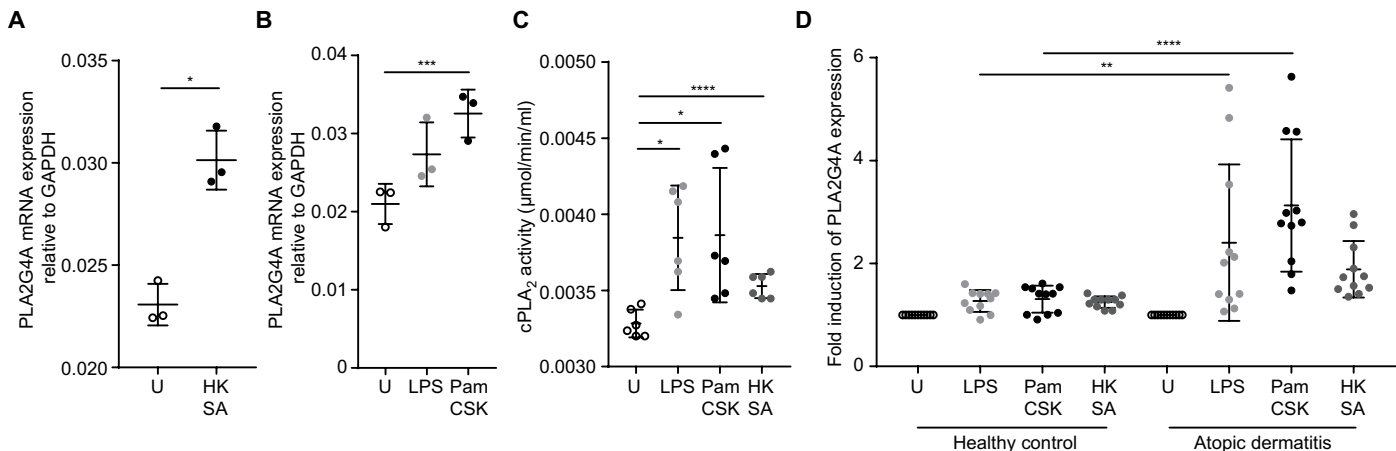 A
PLA2G4A mRNA expression
relative to GAPDH
0.035
0.030
0.025
0.020
*
U
HK
SA
B
PLA2G4A mRNA expression
relative to GAPDH
0.04
0.03
0.02
0.01
0
***
U
LPS
Pam
CSK
C
cPLA2 activity (μmol/min/ml)
0.0050
0.0045
0.0040
0.0035
0.0030
****
*
*
U
LPS
Pam
CSK
HK
SA
D
Fold induction of PLA2G4A expression
6
4
2
0
****
**
U
LPS
Pam
CSK
HK
SA
Healthy control
U
LPS
Pam
CSK
HK
SA
Atopic dermatitis